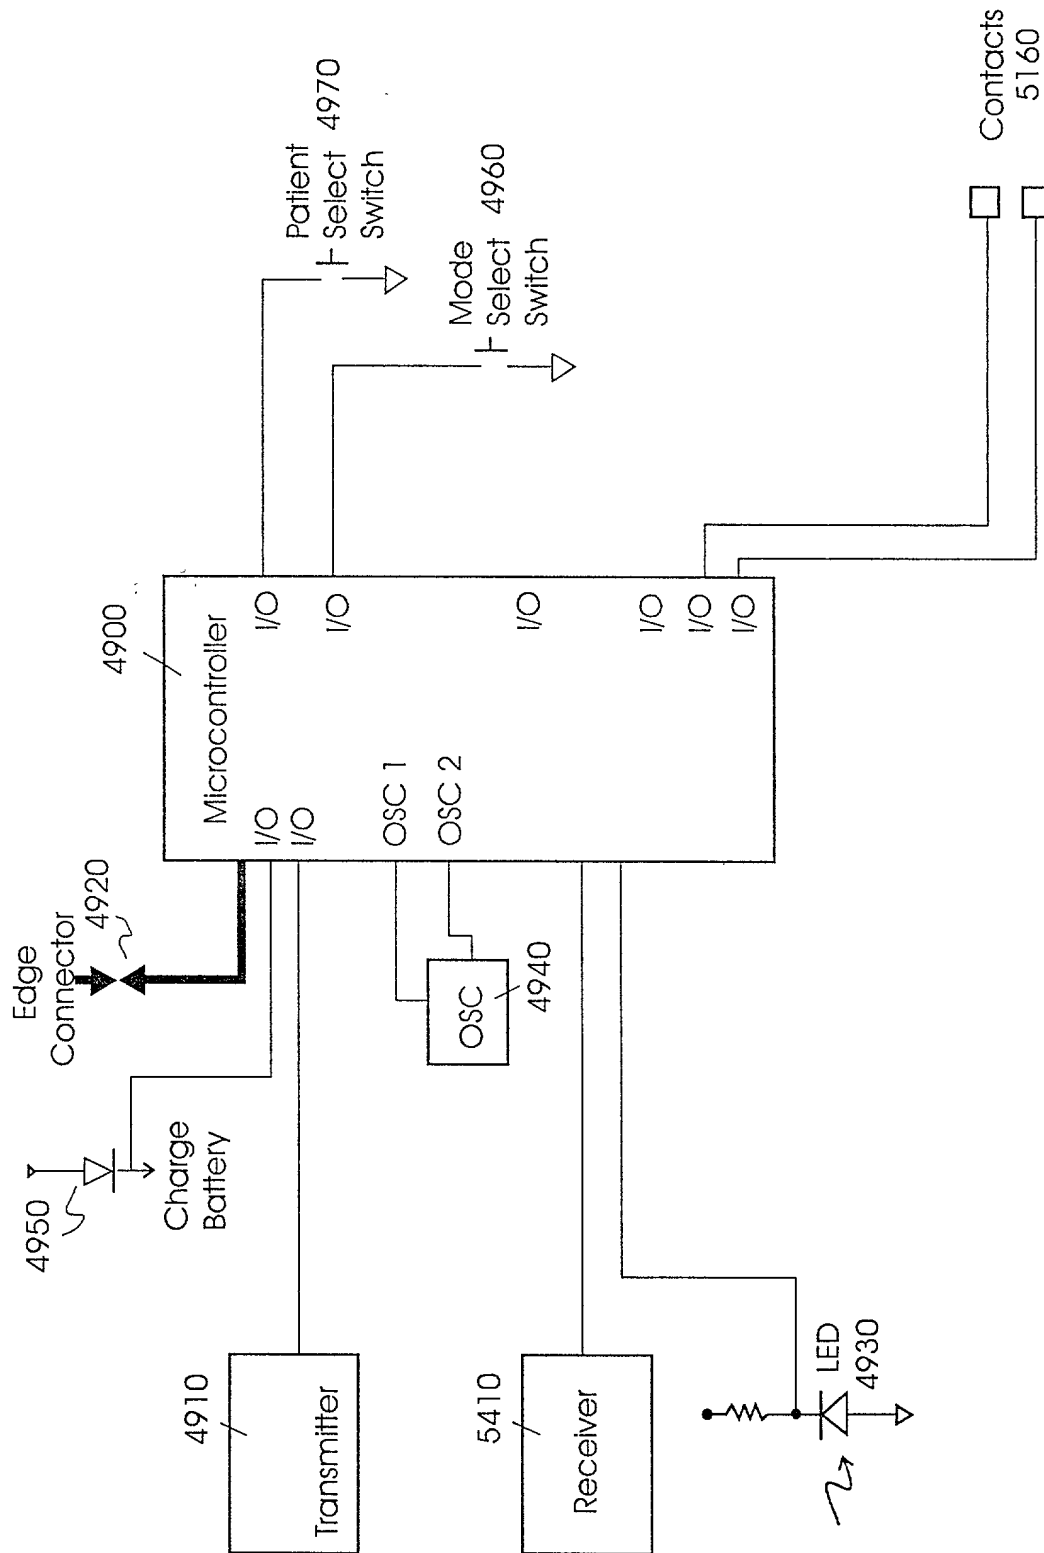 Edge
Connector
4920
4950
Charge
Battery
4900
Microcontroller
I/O
I/O
OSC 1
OSC 2
I/O
I/O
I/O
I/O
I/O
I/O
Patient
Select 4970
Switch
Mode
Select 4960
Switch
4910
Transmitter
OSC
4940
5410
Receiver
LED
4930
Contacts
5160